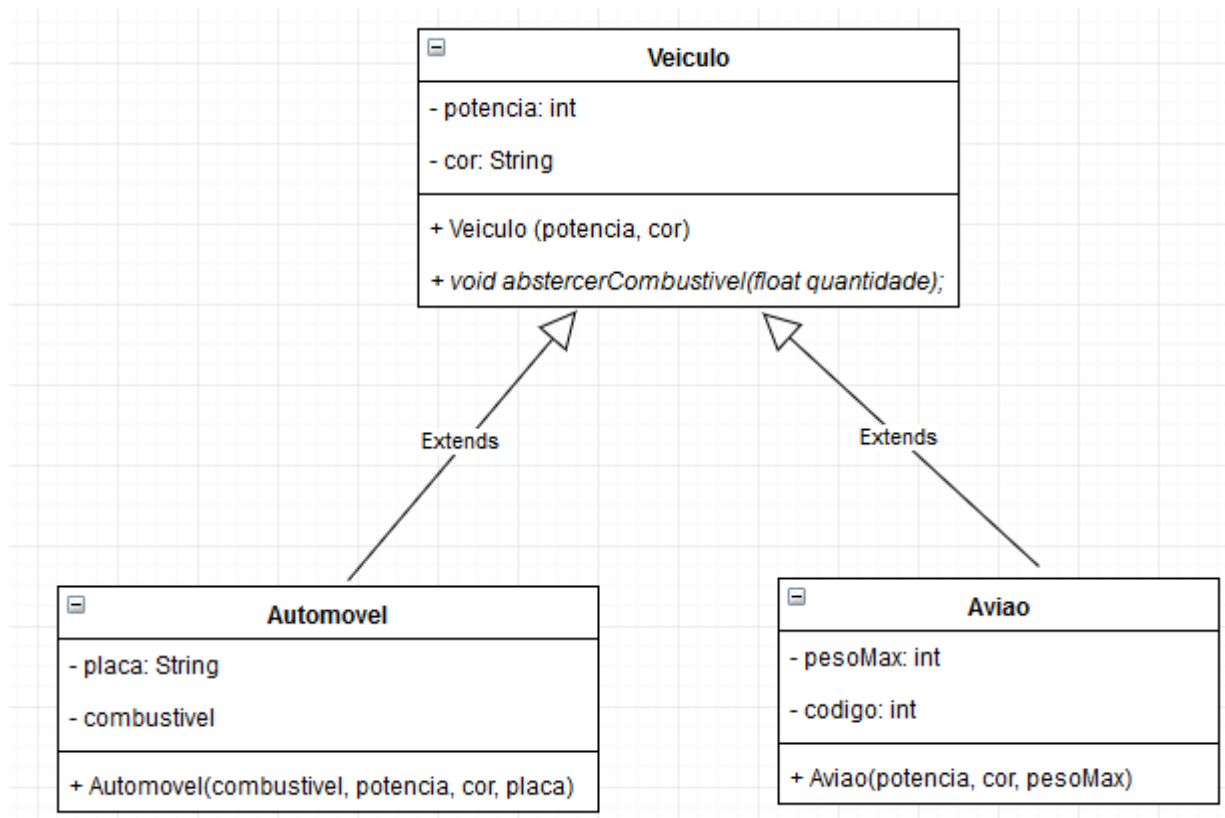 Veiculo
- potencia: int
- cor: String
+ Veiculo (potencia, cor)
+ void abstercerCombustivel(float quantidade);
Extends
Extends
Automovel
- placa: String
- combustivel
+ Automovel(combustivel, potencia, cor, placa)
Aviao
- pesoMax: int
- codigo: int
+ Aviao(potencia, cor, pesoMax)